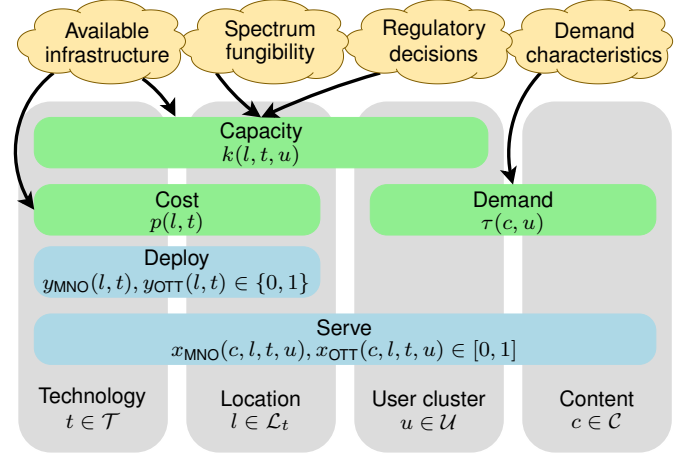 Available
infrastructure
Spectrum
fungibility
Regulatory
decisions
Demand
characteristics
Capacity
k(l, t, u)
Cost
p(l, t)
Demand
τ(c, u)
Deploy
y_MNO(l, t), y_OTT(l, t) ∈ {0, 1}
Serve
x_MNO(c, l, t, u), x_OTT(c, l, t, u) ∈ [0, 1]
Technology
t ∈ 𝒯
Location
l ∈ ℒ_t
User cluster
u ∈ 𝒰
Content
c ∈ 𝒞